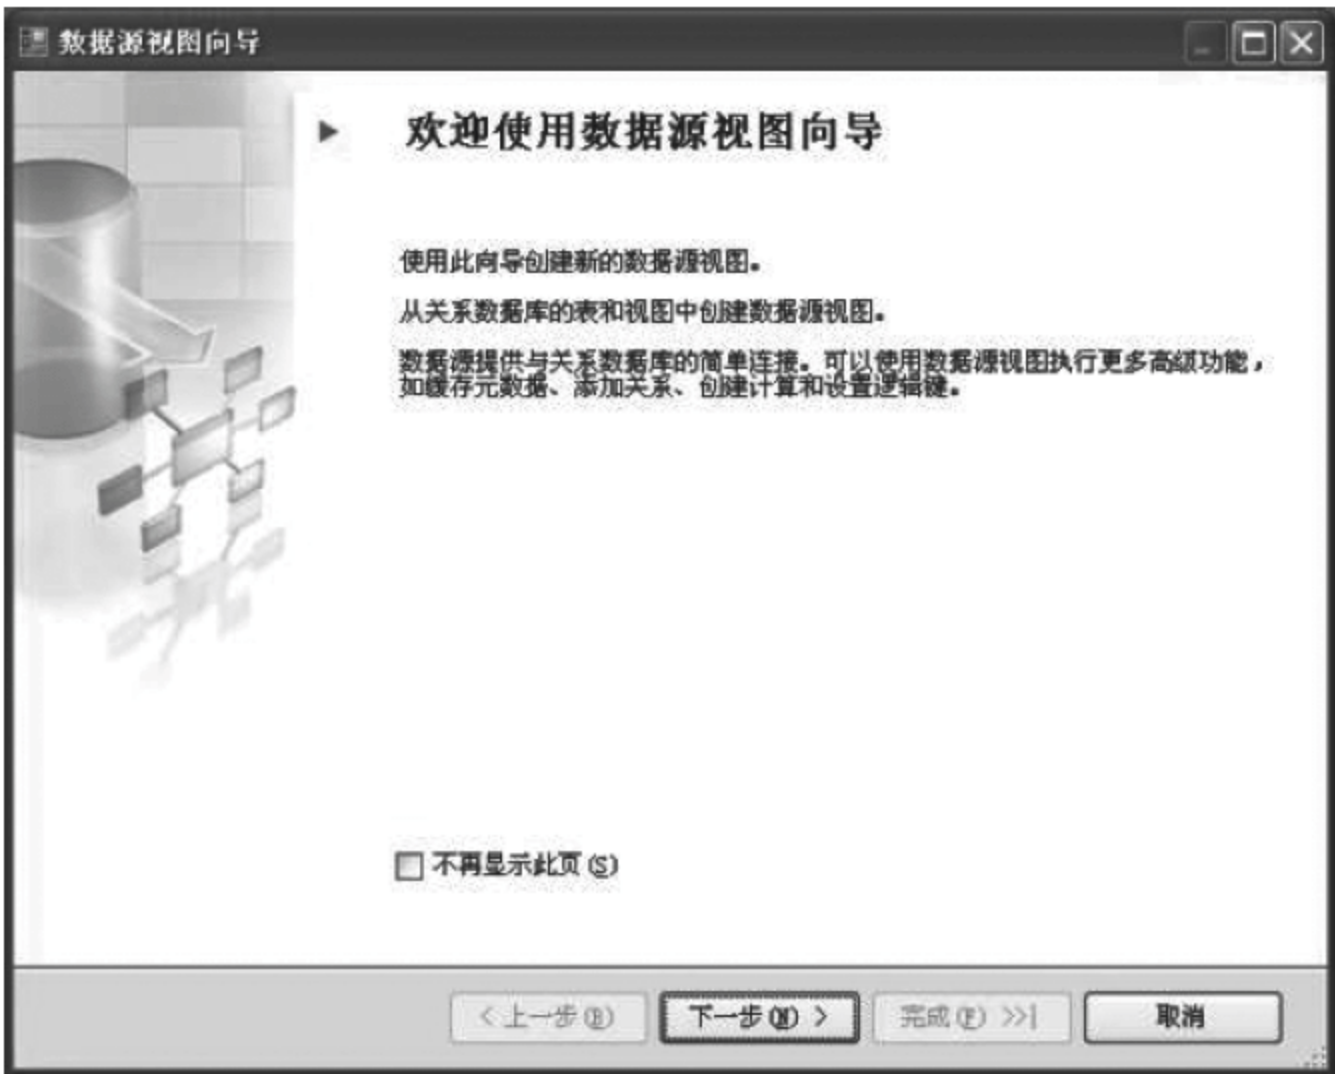 数据源视图向导
欢迎使用数据源视图向导
使用此向导创建新的数据源视图。
从关系数据库的表和视图中创建数据源视图。
数据源提供与关系数据库的简单连接。可以使用数据源视图执行更多高级功能，
如缓存元数据、添加关系、创建计算和设置逻辑键。
不再显示此页(S)
< 上一步(B) 下一步(N) > 完成(F) >>| 取消